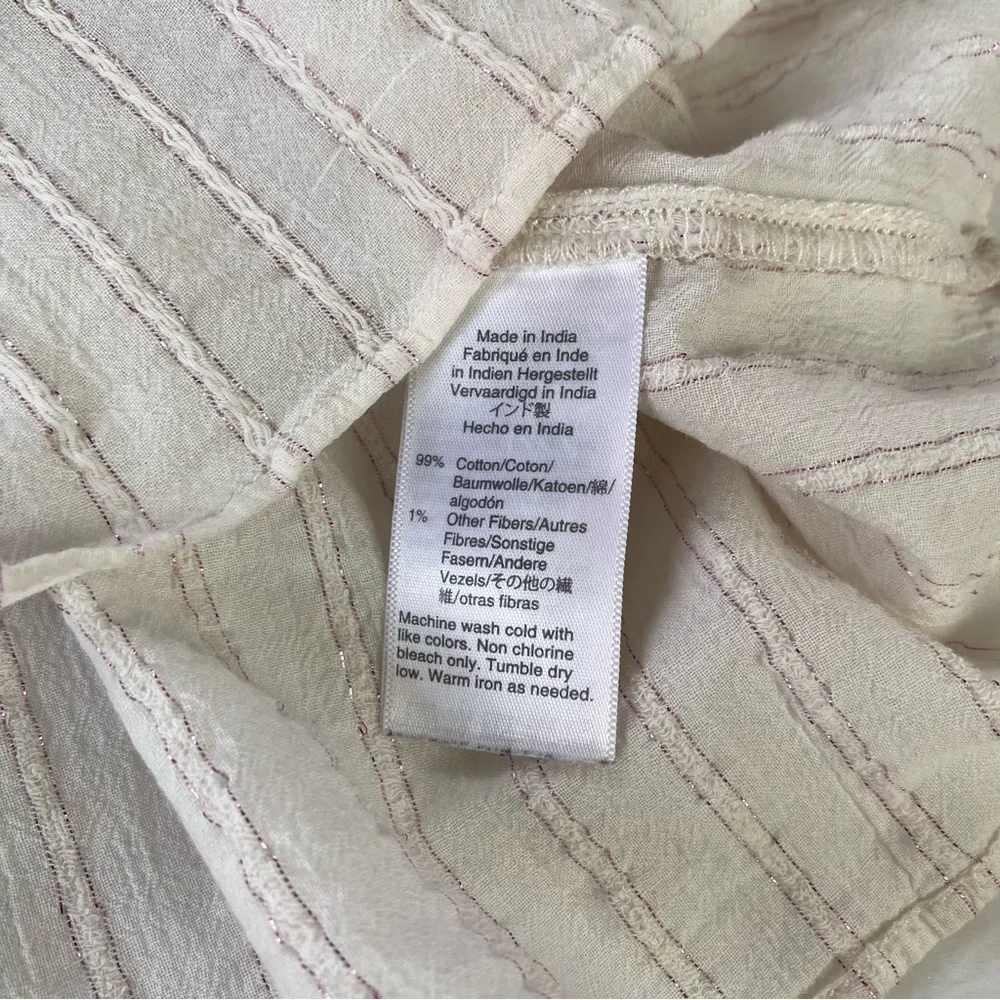 Made in India
Fabriqué en Inde
in Indien Hergestellt
Vervaardigd in India
インド製
Hecho en India
99% Cotton/Coton/
Baumwolle/Katoen/綿/
algodón
1% Other Fibers/Autres
Fibres/Sonstige
Fasern/Andere
Vezels/その他の繊
維/otras fibras
Machine wash cold with
like colors. Non chlorine
bleach only. Tumble dry
low. Warm iron as needed.